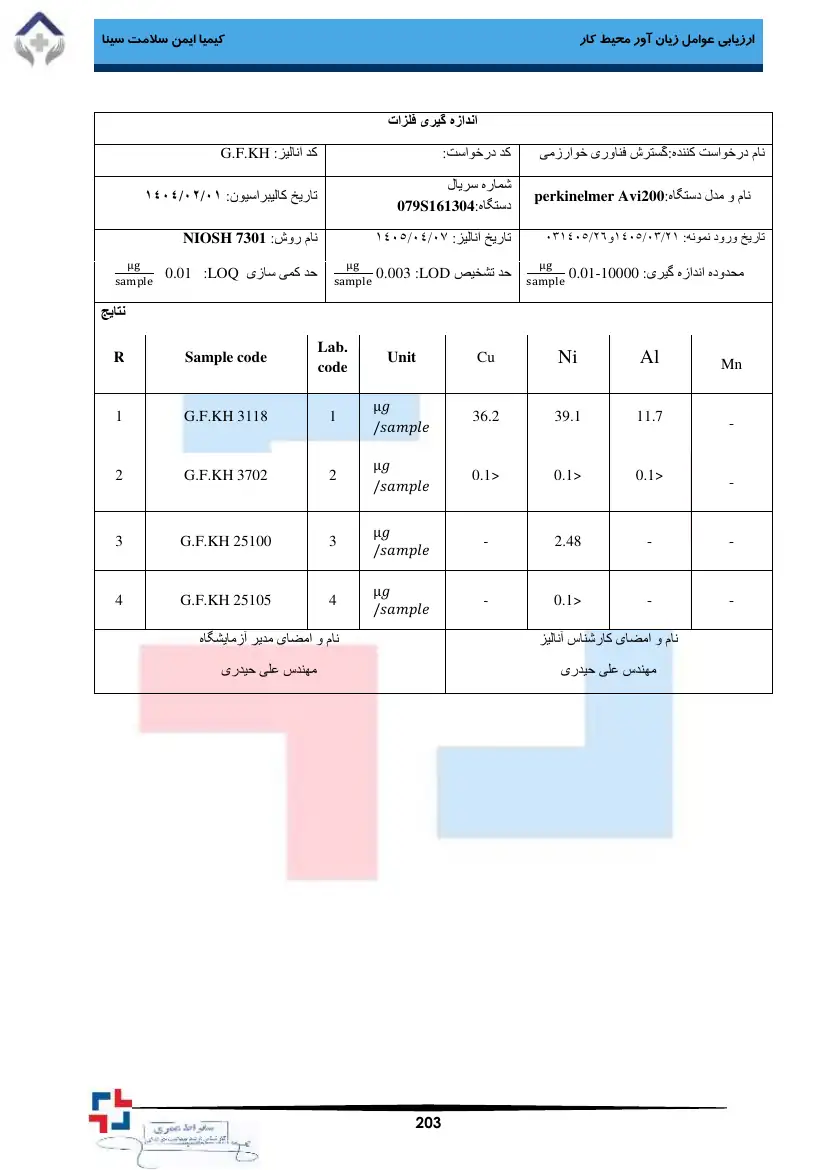 ارزیابی عوامل زیان آور محیط کار
کیمیا ایمن سلامت سینا
اندازه گیری فلزات
نام درخواست کننده:گسترش فناوری خوارزمی
کد درخواست:
کد انالیز: G.F.KH
نام و مدل دستگاه:perkinelmer Avi200
شماره سریال
دستگاه:079S161304
تاریخ کالیبراسیون: ۱٤۰٤/۰۲/۰۱
تاریخ ورود نمونه: ۱٤۰٥/۰۳/۲۱و۰۳۱٤۰٥/۲٦
تاریخ انالیز: ۱٤۰٥/۰٤/۰۷
نام روش: NIOSH 7301
محدوده اندازه گیری: 0.01-10000 µg/sample
حد تشخیص LOD: 0.003 µg/sample
حد کمی سازی LOQ: 0.01 µg/sample
نتایج
R Sample code Lab. code Unit Cu Ni Al Mn
1 G.F.KH 3118 1 µg/sample 36.2 39.1 11.7 -
2 G.F.KH 3702 2 µg/sample 0.1> 0.1> 0.1> -
3 G.F.KH 25100 3 µg/sample - 2.48 - -
4 G.F.KH 25105 4 µg/sample - 0.1> - -
نام و امضای کارشناس آنالیز
مهندس علی حیدری
نام و امضای مدیر آزمایشگاه
مهندس علی حیدری
203